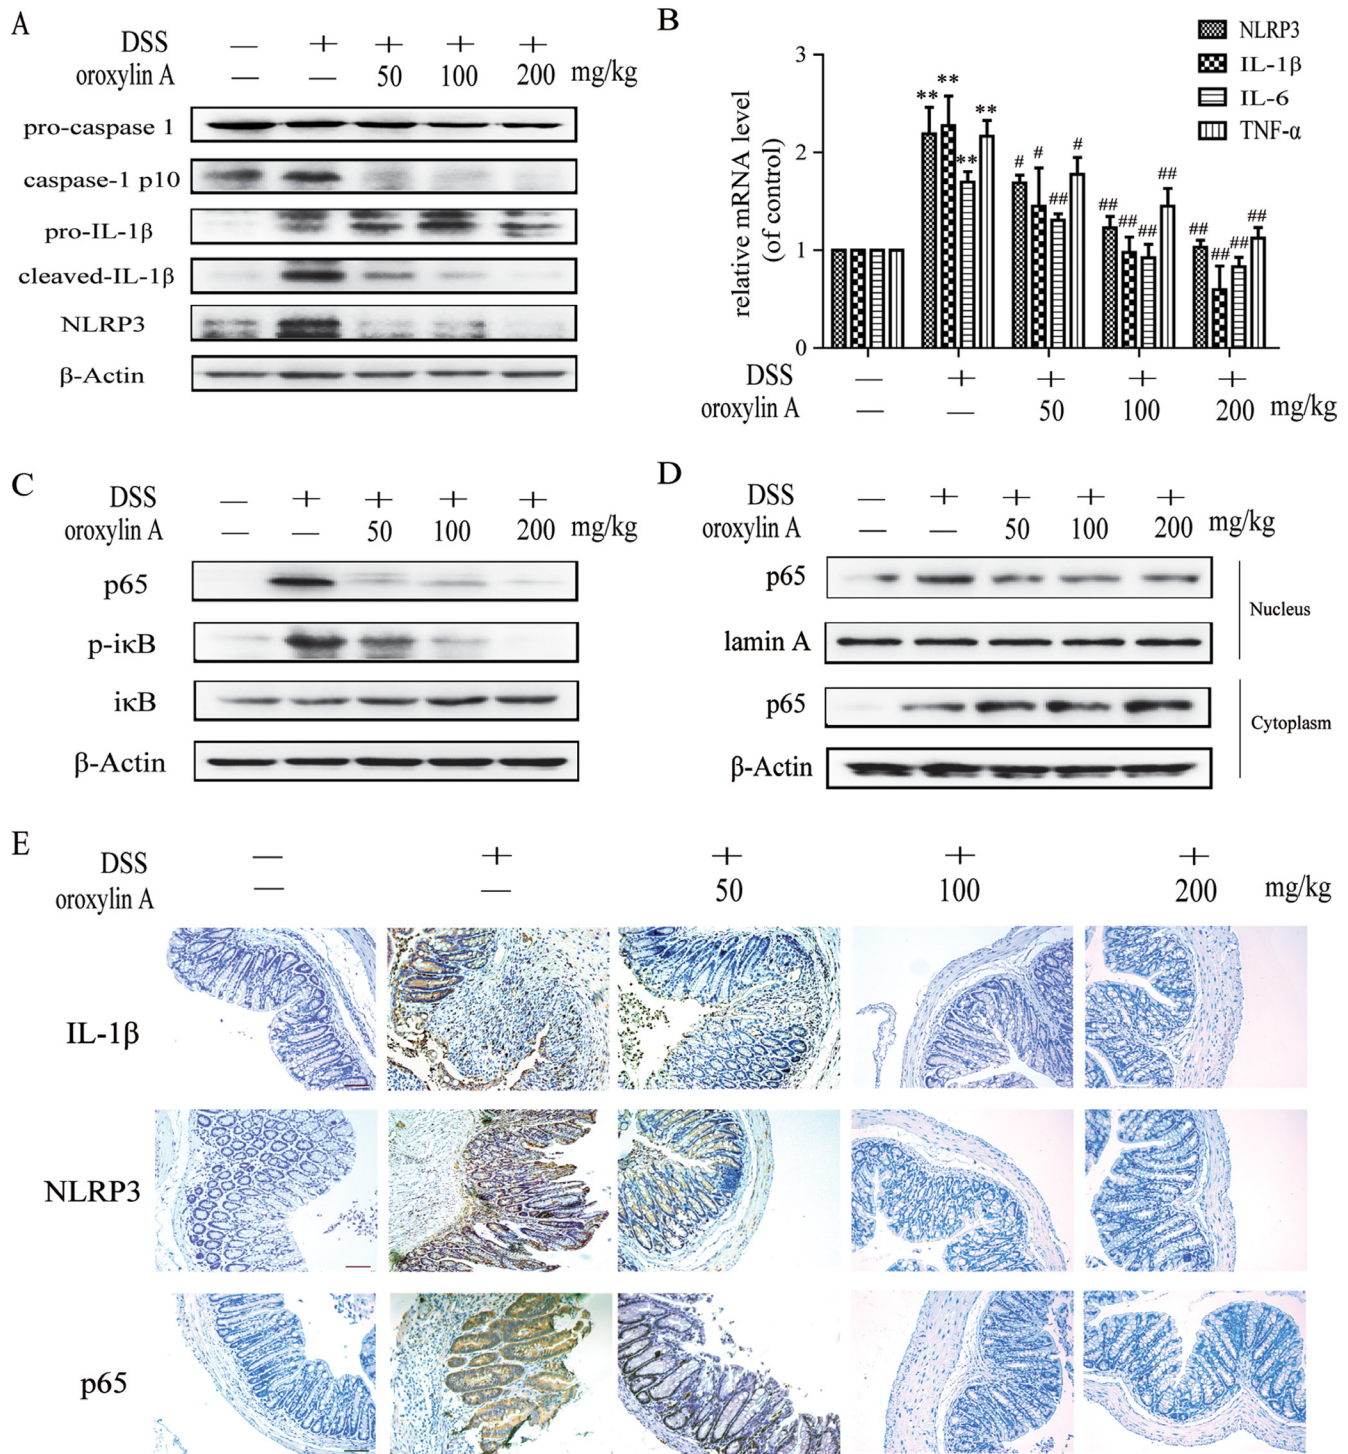 A
DSS — + + + +
oroxylin A — — 50 100 200 mg/kg
pro-caspase 1
caspase-1 p10
pro-IL-1β
cleaved-IL-1β
NLRP3
β-Actin
B
NLRP3
IL-1β
IL-6
TNF-α
relative mRNA level
(of control)
3
2
1
0
** ** ** **
# # ## #
## ## ## ##
## ## ## ##
DSS — + + + +
oroxylin A — — 50 100 200 mg/kg
C
DSS — + + + +
oroxylin A — — 50 100 200 mg/kg
p65
p-iκB
iκB
β-Actin
D
DSS — + + + +
oroxylin A — — 50 100 200 mg/kg
p65
lamin A
Nucleus
p65
β-Actin
Cytoplasm
E
DSS — + + + +
oroxylin A — — 50 100 200 mg/kg
IL-1β
NLRP3
p65